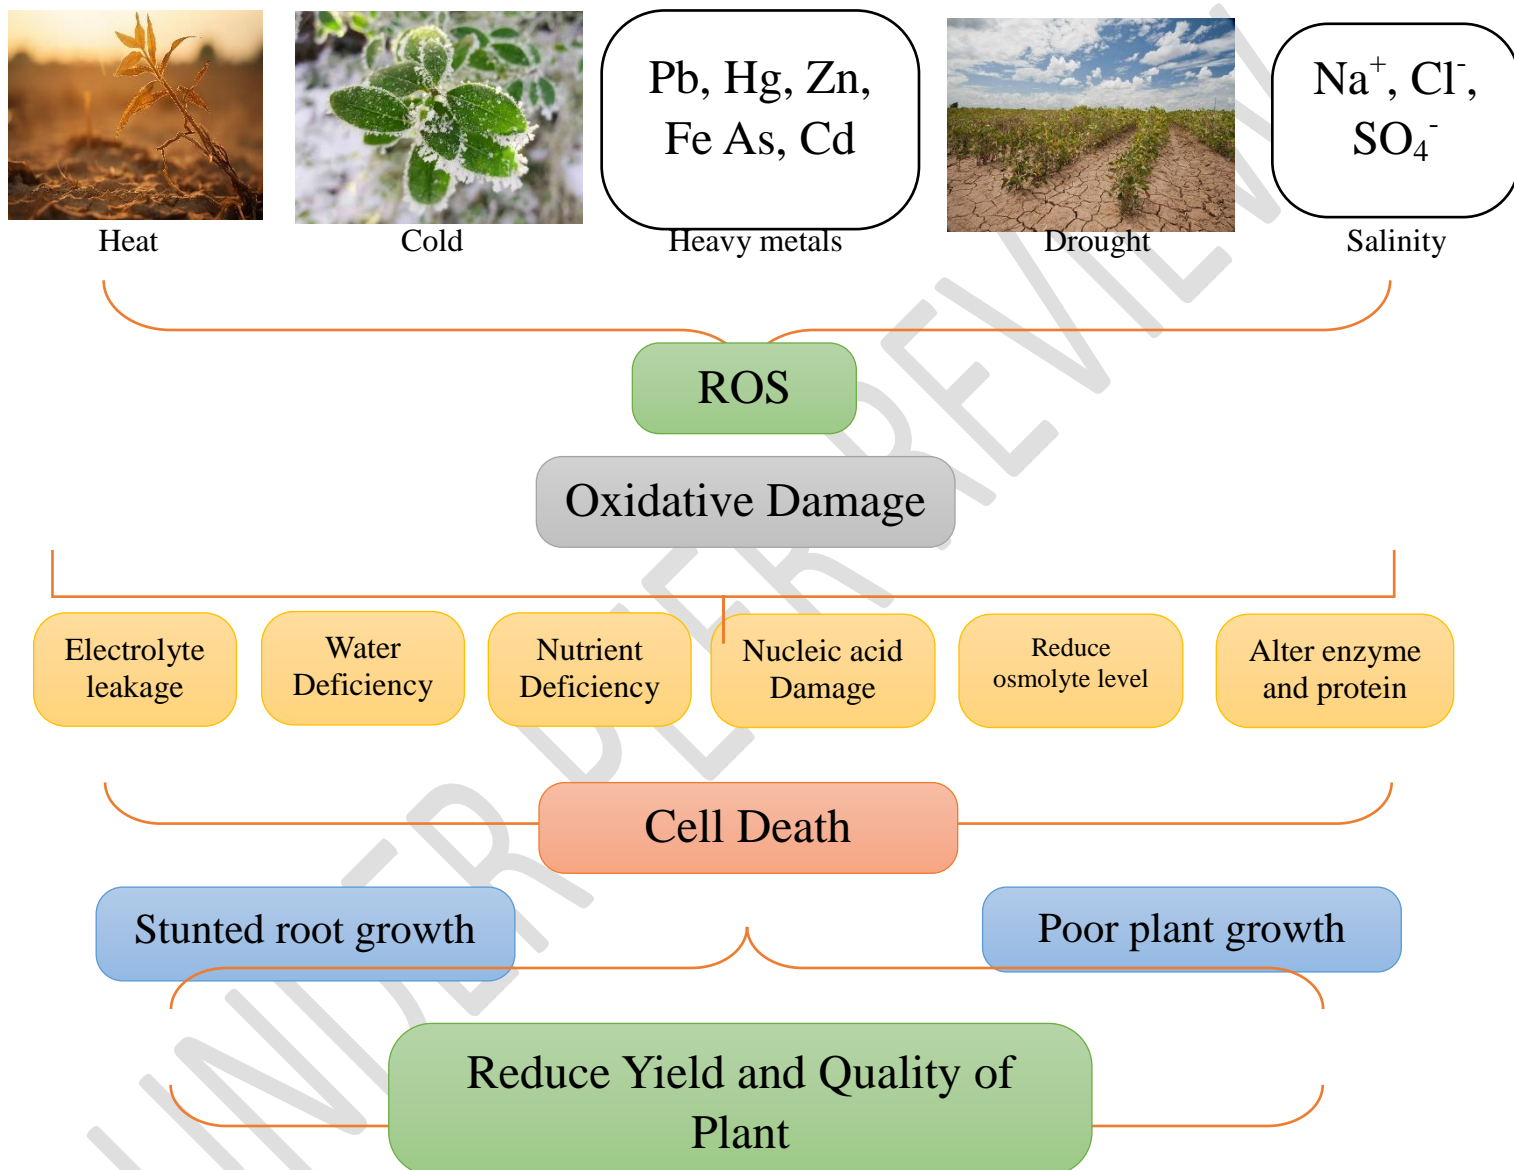 Pb, Hg, Zn,
Fe As, Cd
Na⁺, Cl⁻,
SO₄⁻
Heat
Cold
Heavy metals
Drought
Salinity
ROS
Oxidative Damage
Electrolyte
leakage
Water
Deficiency
Nutrient
Deficiency
Nucleic acid
Damage
Reduce
osmolyte level
Alter enzyme
and protein
Cell Death
Stunted root growth
Poor plant growth
Reduce Yield and Quality of
Plant
UNDER PEER REVIEW